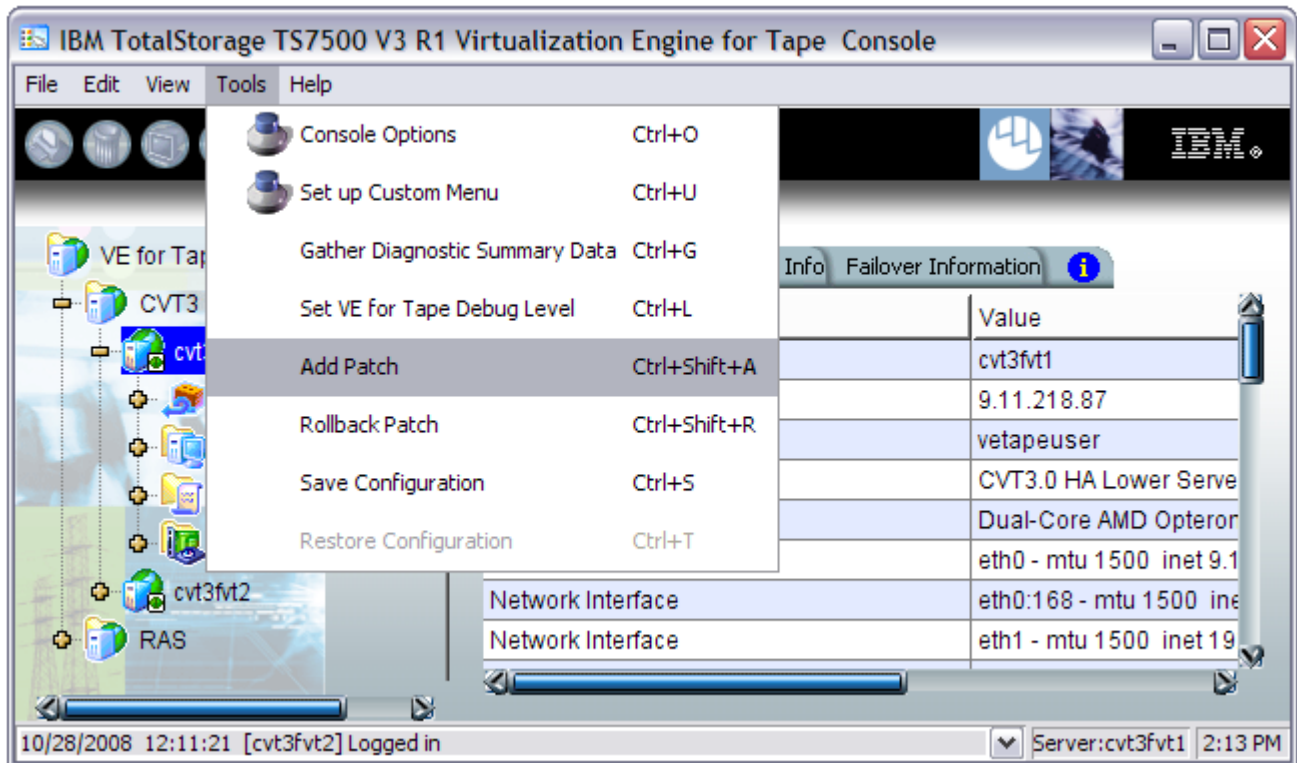 IBM TotalStorage TS7500 V3 R1 Virtualization Engine for Tape Console
File Edit View Tools Help
Console Options Ctrl+O
Set up Custom Menu Ctrl+U
Gather Diagnostic Summary Data Ctrl+G
Set VE for Tape Debug Level Ctrl+L
Add Patch Ctrl+Shift+A
Rollback Patch Ctrl+Shift+R
Save Configuration Ctrl+S
Restore Configuration Ctrl+T
IBM
VE for Tap
CVT3
cvt
cvt3fvt2
RAS
Info Failover Information i
Value
cvt3fvt1
9.11.218.87
vetapeuser
CVT3.0 HA Lower Serve
Dual-Core AMD Opteron
eth0 - mtu 1500 inet 9.1
Network Interface eth0:168 - mtu 1500 ine
Network Interface eth1 - mtu 1500 inet 19
10/28/2008 12:11:21 [cvt3fvt2] Logged in Server:cvt3fvt1 2:13 PM